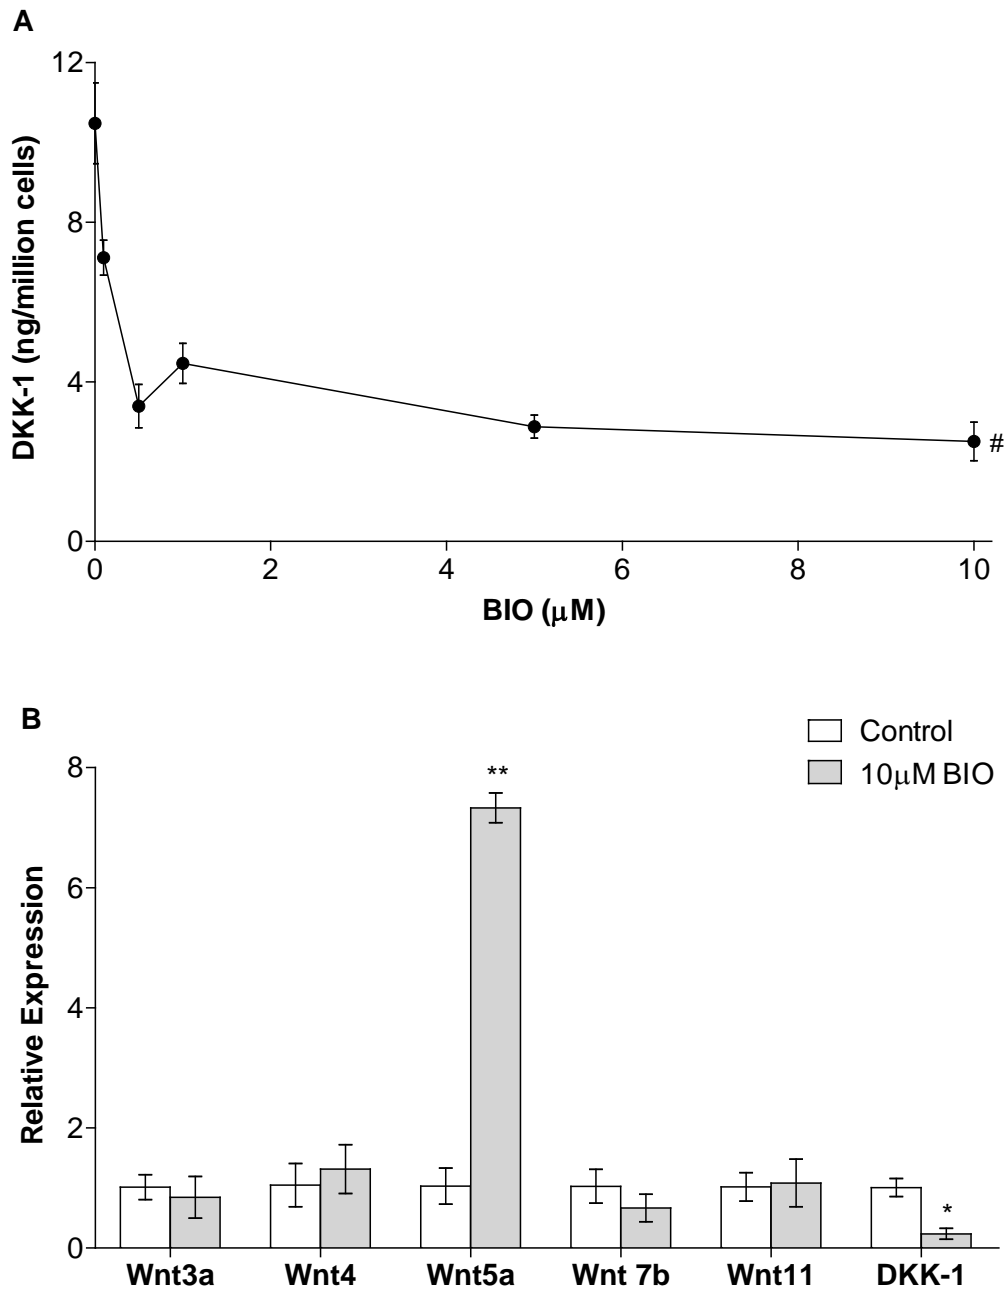 A
12
8
4
0
DKK-1 (ng/million cells)
#
0 2 4 6 8 10
BIO (μM)
B
Control
10μM BIO
8
6
4
2
0
Relative Expression
**
*
Wnt3a Wnt4 Wnt5a Wnt 7b Wnt11 DKK-1